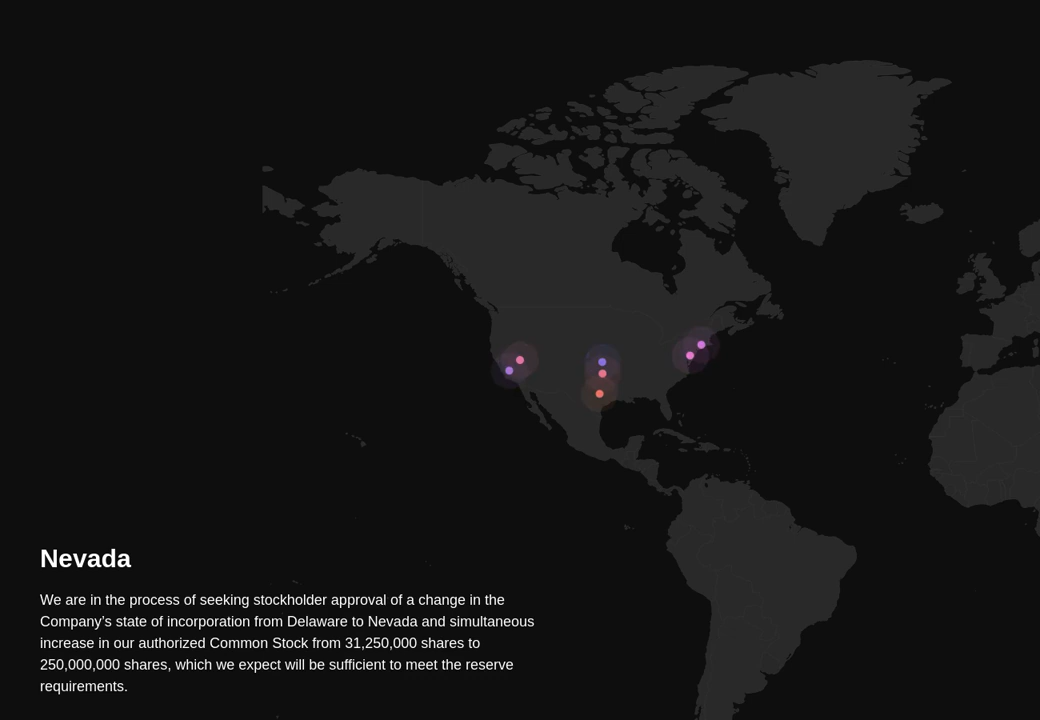 Nevada
We are in the process of seeking stockholder approval of a change in the
Company’s state of incorporation from Delaware to Nevada and simultaneous
increase in our authorized Common Stock from 31,250,000 shares to
250,000,000 shares, which we expect will be sufficient to meet the reserve
requirements.